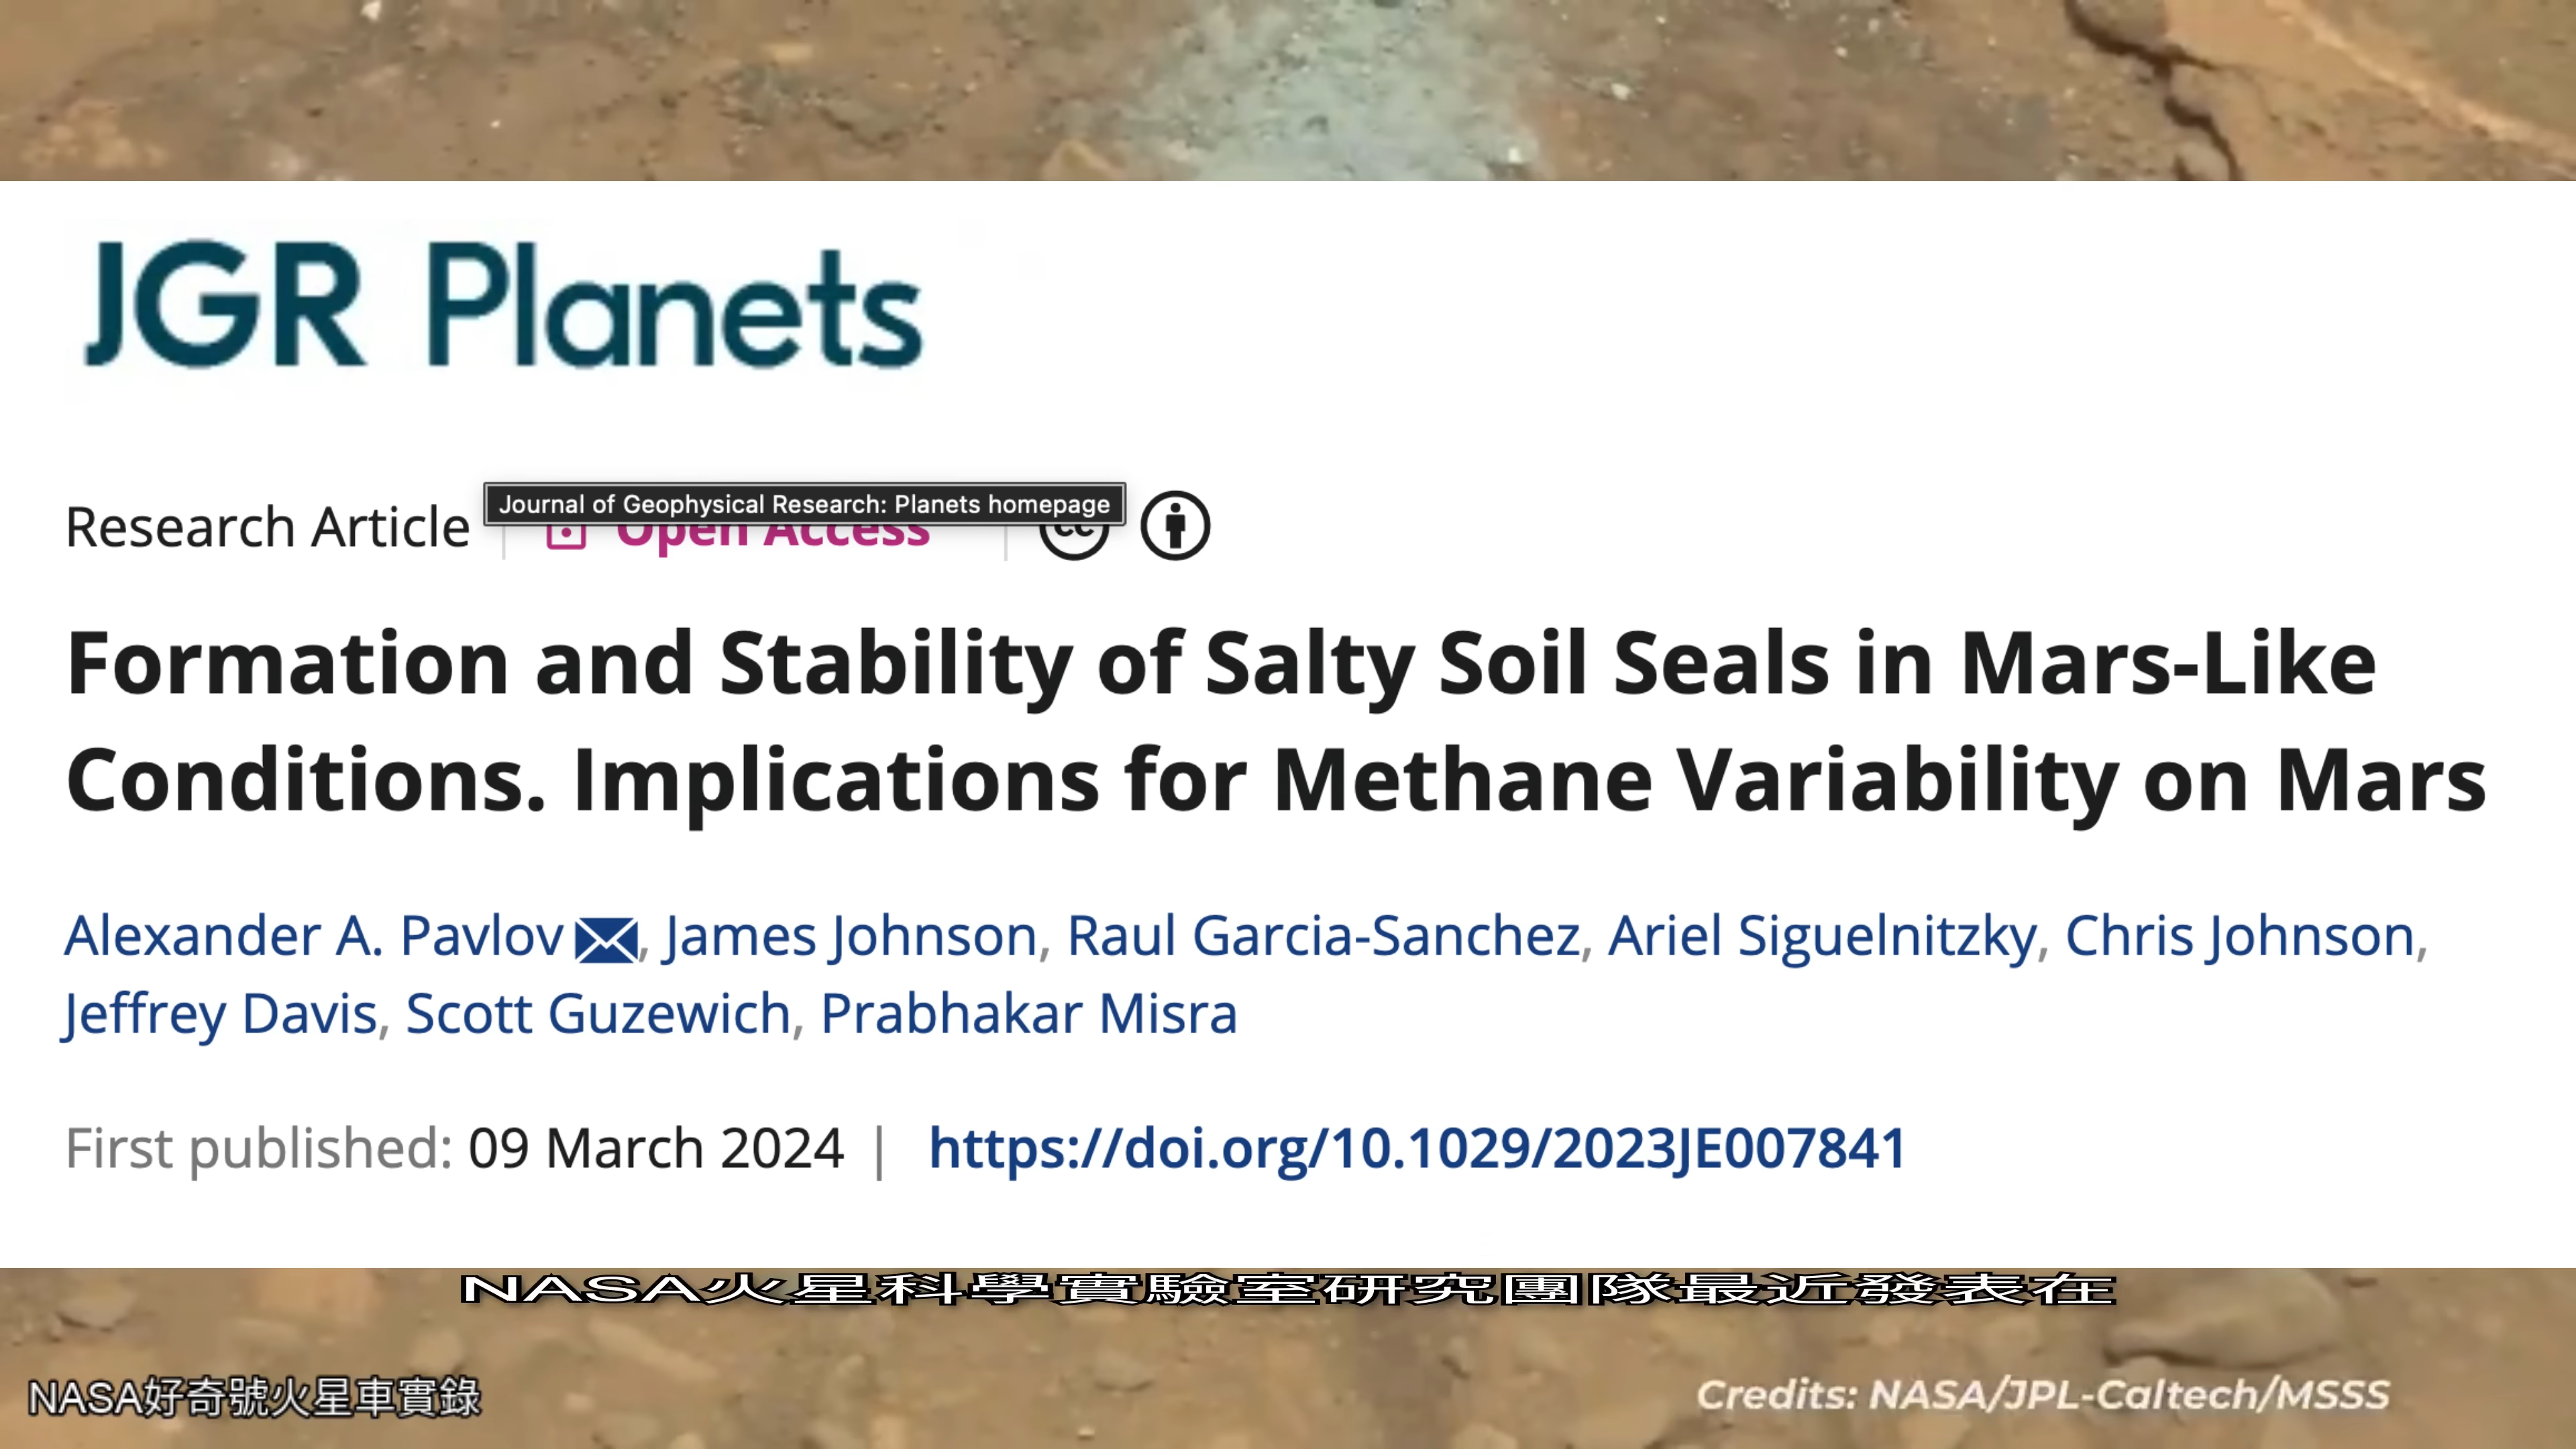 JGR Planets
Journal of Geophysical Research: Planets homepage
Research Article | Open Access
Formation and Stability of Salty Soil Seals in Mars-Like
Conditions. Implications for Methane Variability on Mars
Alexander A. Pavlov, James Johnson, Raul Garcia-Sanchez, Ariel Siguelnitzky, Chris Johnson,
Jeffrey Davis, Scott Guzewich, Prabhakar Misra
First published: 09 March 2024 | https://doi.org/10.1029/2023JE007841
NASA火星科學實驗室研究團隊最近發表在
NASA好奇號火星車實錄
Credits: NASA/JPL-Caltech/MSSS